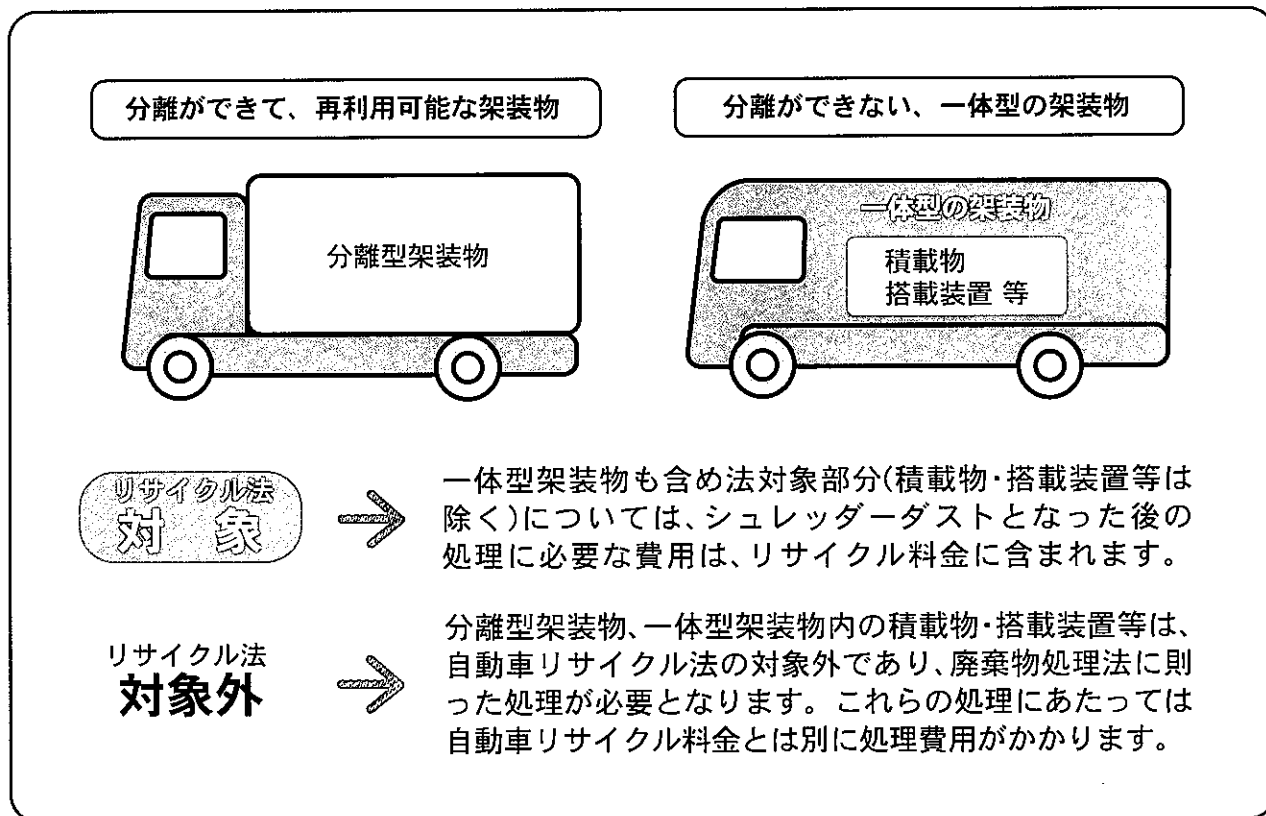 分離ができて、再利用可能な架装物
分離ができない、一体型の架装物
分離型架装物
一体型の架装物
積載物
搭載装置 等
リサイクル法
対 象
一体型架装物も含め法対象部分(積載物・搭載装置等は
除く)については、シュレッダーダストとなった後の
処理に必要な費用は、リサイクル料金に含まれます。
リサイクル法
対象外
分離型架装物、一体型架装物内の積載物・搭載装置等は、
自動車リサイクル法の対象外であり、廃棄物処理法に則
った処理が必要となります。これらの処理にあたっては
自動車リサイクル料金とは別に処理費用がかかります。